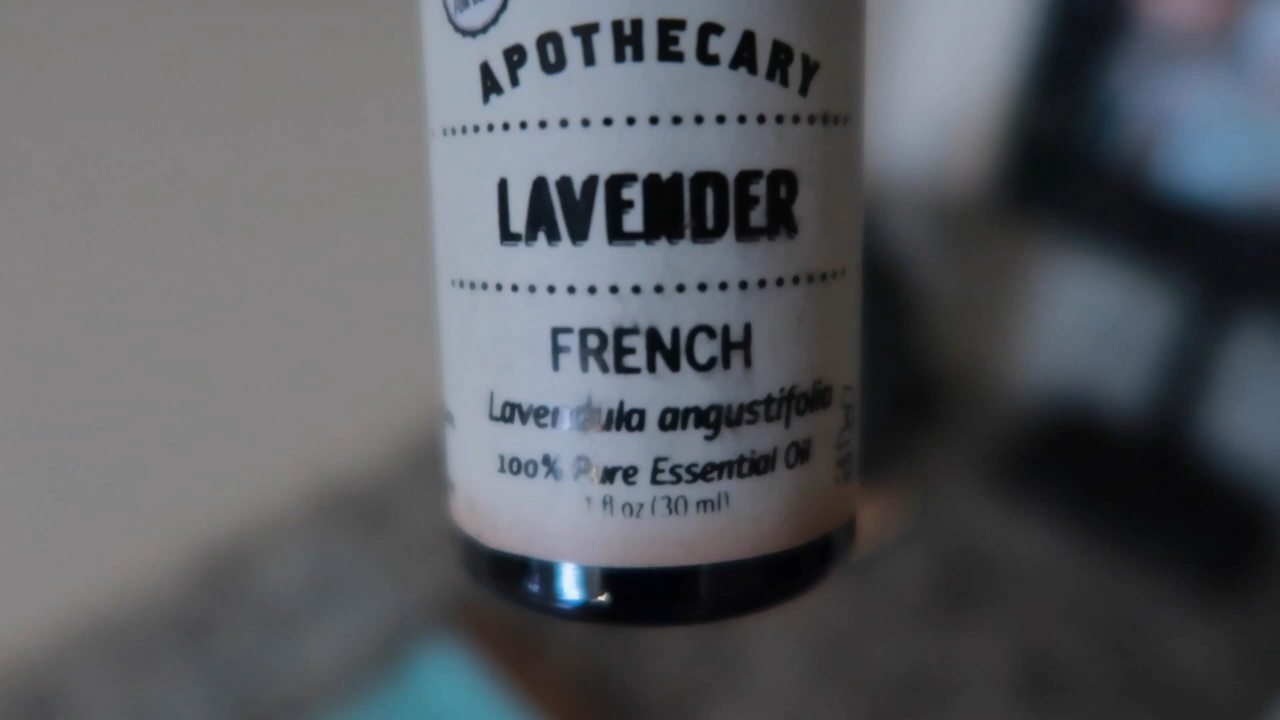 APOTHECARY
LAVENDER
FRENCH
Lavendula angustifolia
100% Pure Essential Oil
1 fl oz (30 ml)